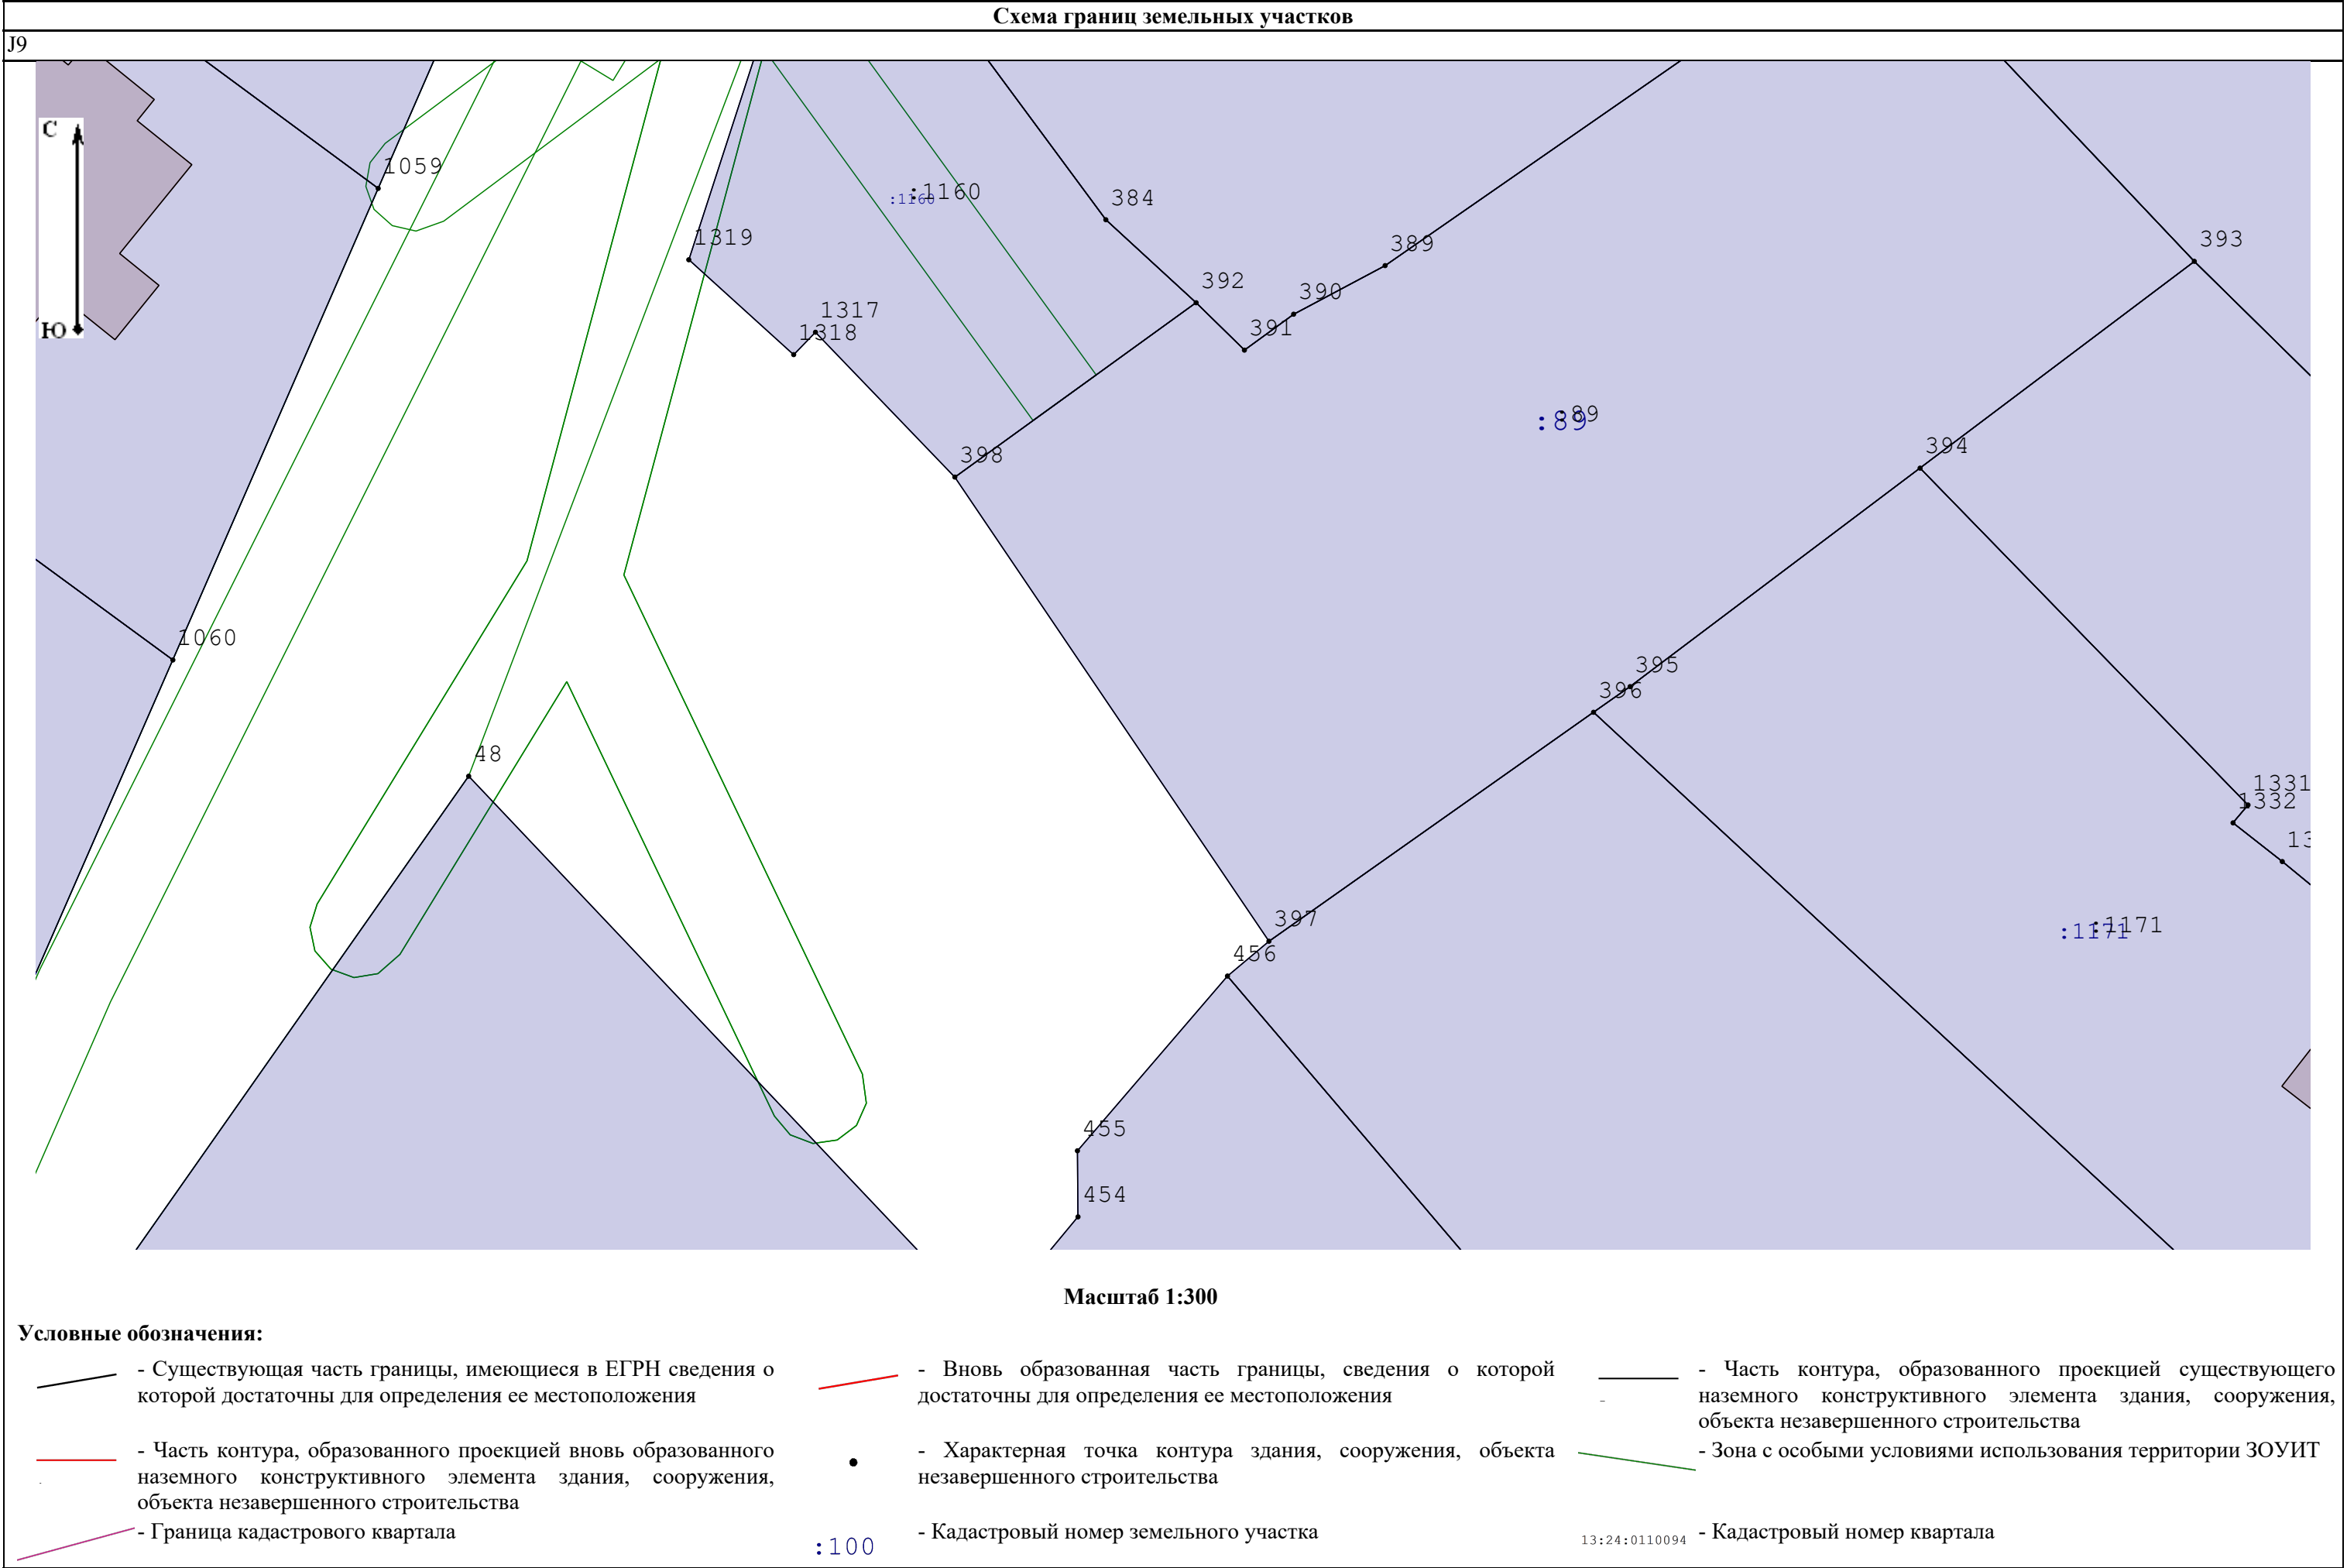 Схема границ земельных участков
J9
С
1059
:1160
:1160
384
1319
389
393
392
390
1317
391
1318
Ю
:89
:89
394
398
1060
395
396
48
1331
1332
13
397
:1171
:1171
456
455
454
Масштаб 1:300
Условные обозначения:
- Существующая часть границы, имеющиеся в ЕГРН сведения о
которой достаточны для определения ее местоположения
- Вновь образованная часть границы, сведения о которой
достаточны для определения ее местоположения
- Часть контура, образованного проекцией существующего
наземного конструктивного элемента здания, сооружения,
объекта незавершенного строительства
- Часть контура, образованного проекцией вновь образованного
наземного конструктивного элемента здания, сооружения,
объекта незавершенного строительства
- Характерная точка контура здания, сооружения, объекта
незавершенного строительства
- Зона с особыми условиями использования территории ЗОУИТ
- Граница кадастрового квартала
:100
- Кадастровый номер земельного участка
13:24:0110094
- Кадастровый номер квартала